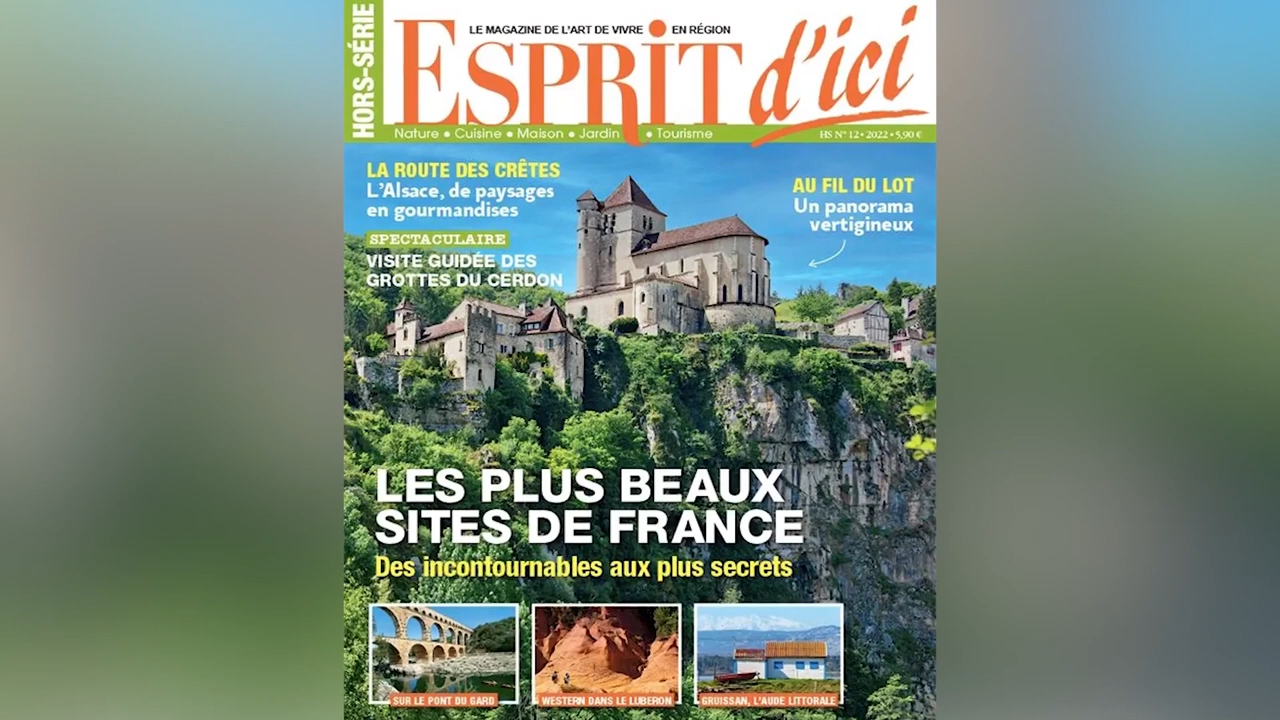 HORS-SÉRIE
LE MAGAZINE DE L'ART DE VIVRE EN RÉGION
ESPRIT d'ici
Nature • Cuisine • Maison • Jardin • Tourisme
HS N° 12 • 2022 • 5,90 €
LA ROUTE DES CRÊTES
L'Alsace, de paysages
en gourmandises
SPECTACULAIRE
VISITE GUIDÉE DES
GROTTES DU CERDON
AU FIL DU LOT
Un panorama
vertigineux
LES PLUS BEAUX
SITES DE FRANCE
Des incontournables aux plus secrets
SUR LE PONT DU GARD
WESTERN DANS LE LUBERON
GRUISSAN, L'AUDE LITTORALE